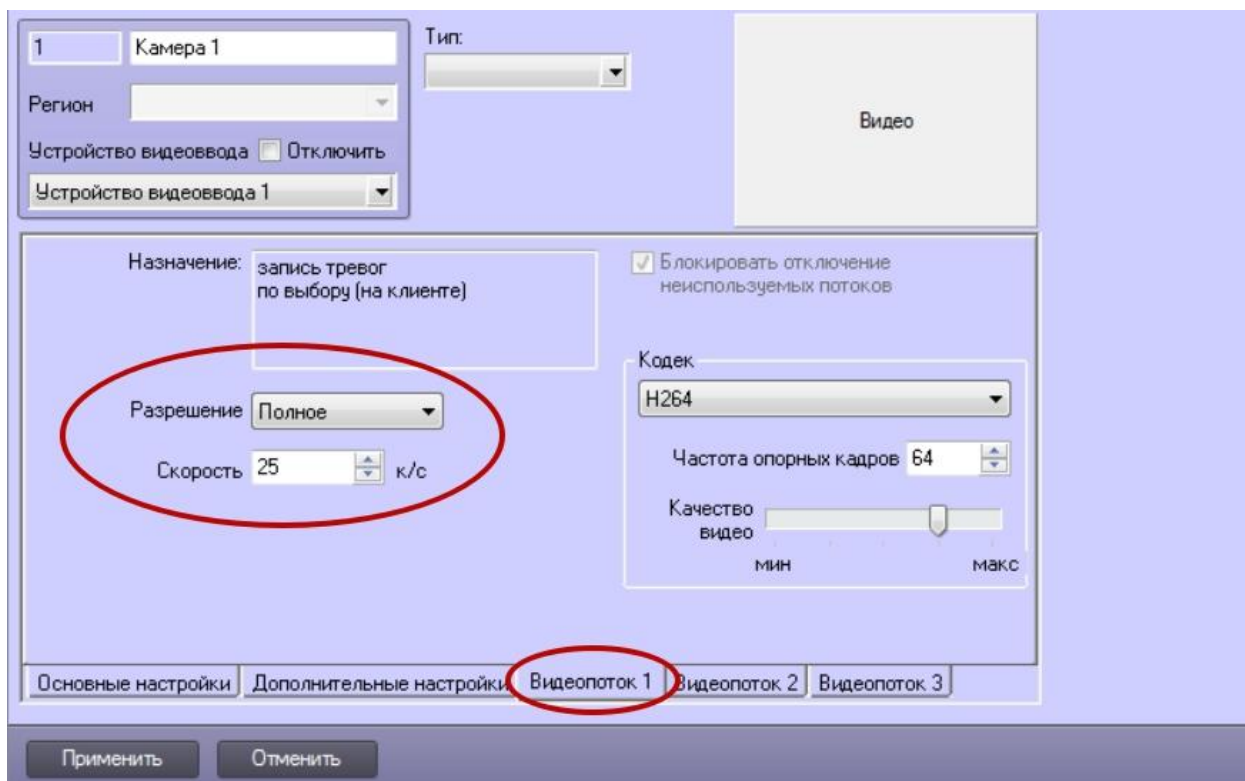 1 Камера 1
Тип:
Регион
Устройство видеоввода Отключить
Устройство видеоввода 1
Видео
Назначение: запись тревог
по выбору (на клиенте)
Блокировать отключение
неиспользуемых потоков
Разрешение Полное
Скорость 25 к/с
Кодек
H264
Частота опорных кадров 64
Качество
видео
мин макс
Основные настройки Дополнительные настройки Видеопоток 1 Видеопоток 2 Видеопоток 3
Применить Отменить